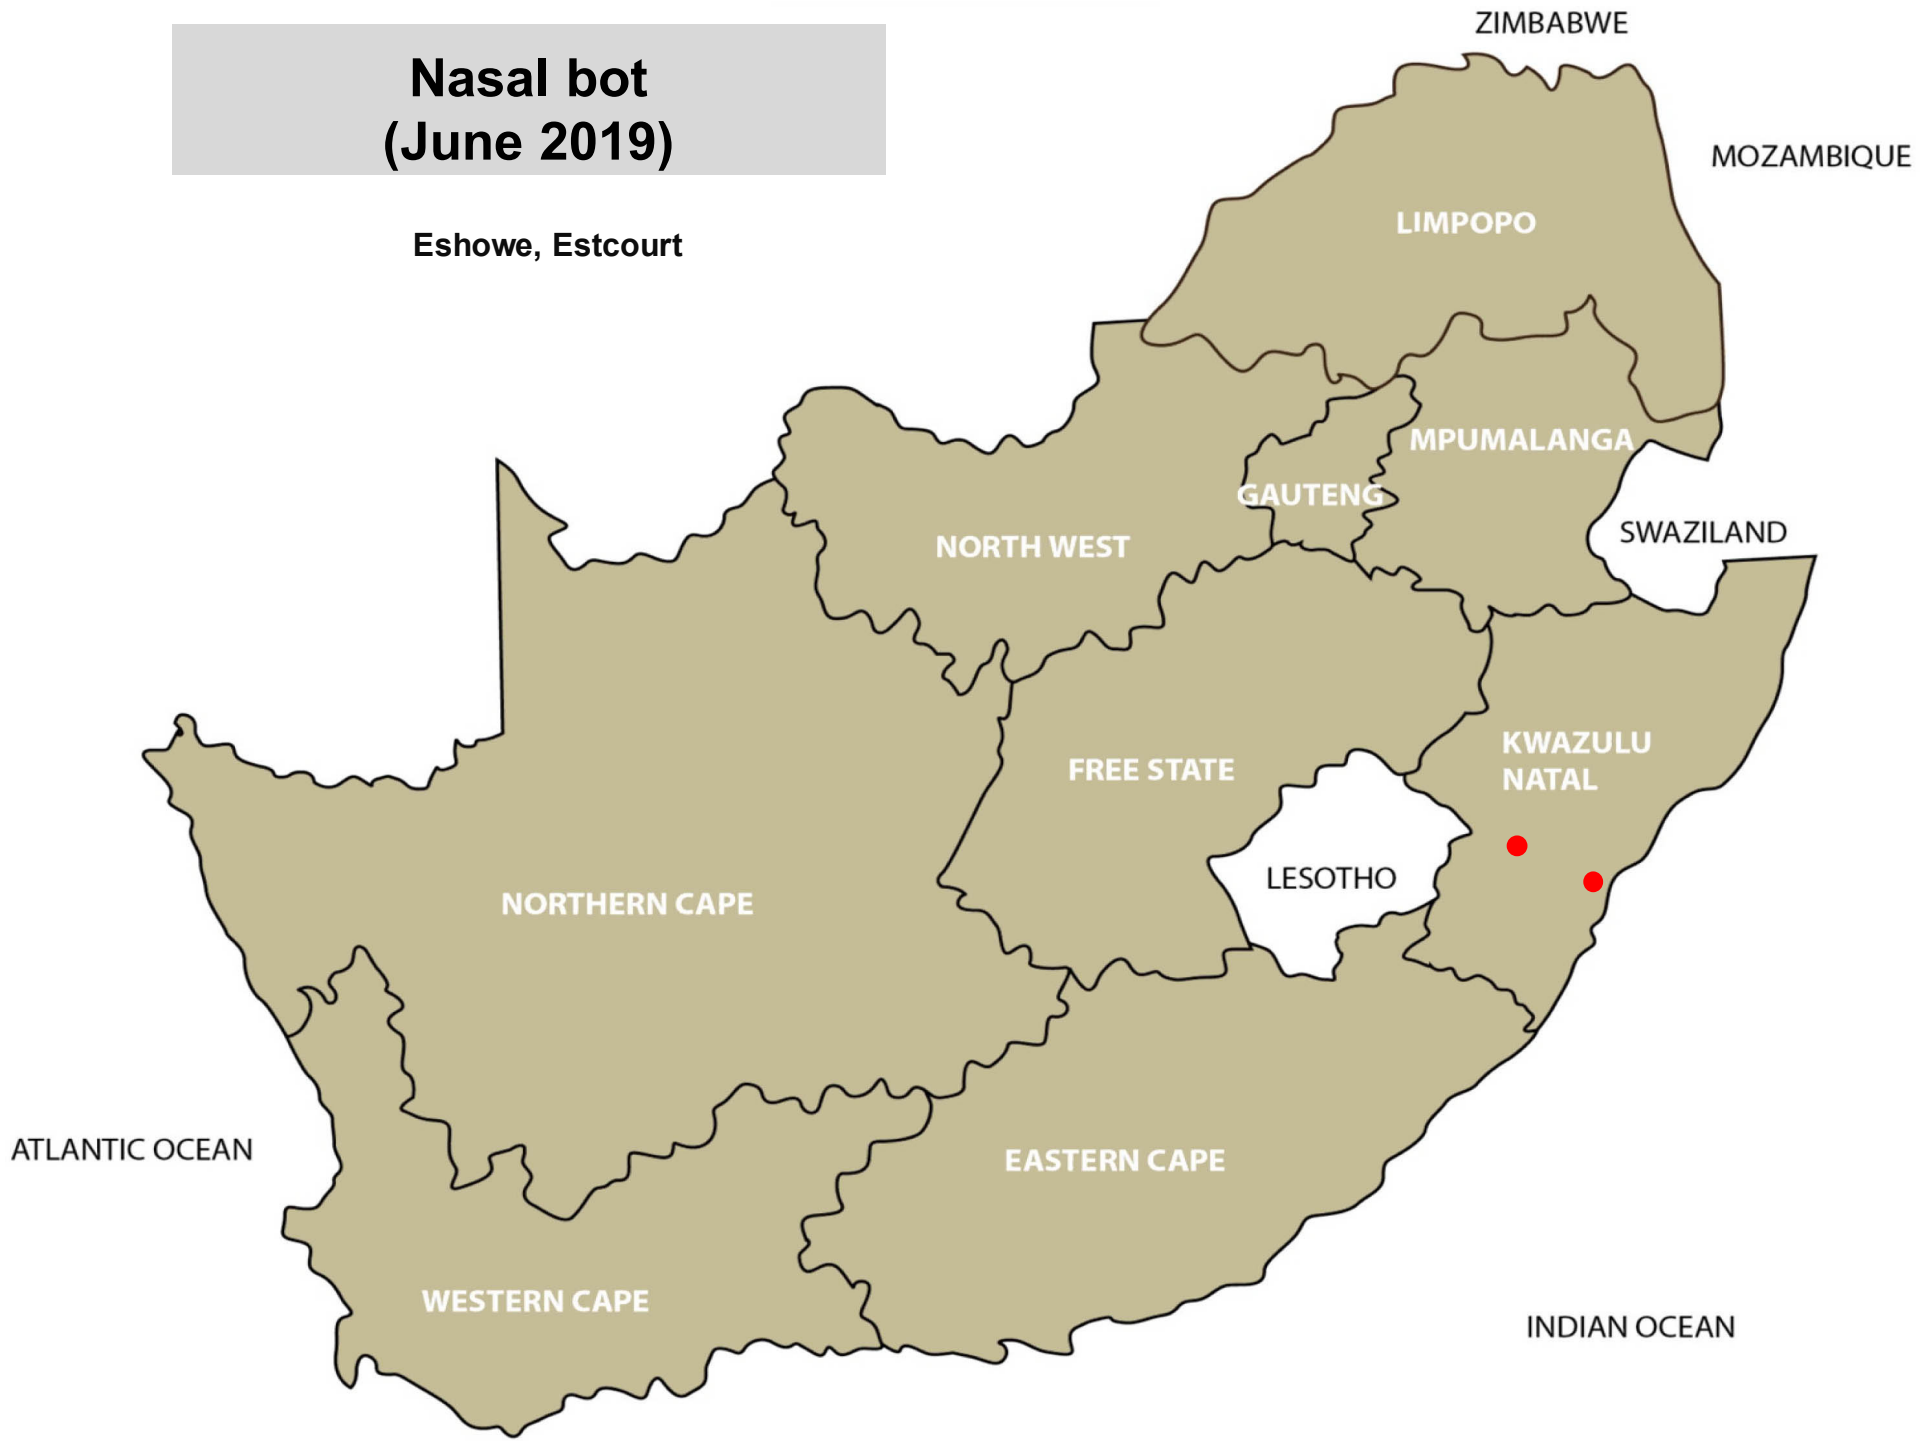 Nasal bot
(June 2019)
Eshowe, Estcourt
ZIMBABWE
MOZAMBIQUE
LIMPOPO
MPUMALANGA
GAUTENG
SWAZILAND
NORTH WEST
KWAZULU
NATAL
FREE STATE
LESOTHO
NORTHERN CAPE
ATLANTIC OCEAN
EASTERN CAPE
WESTERN CAPE
INDIAN OCEAN